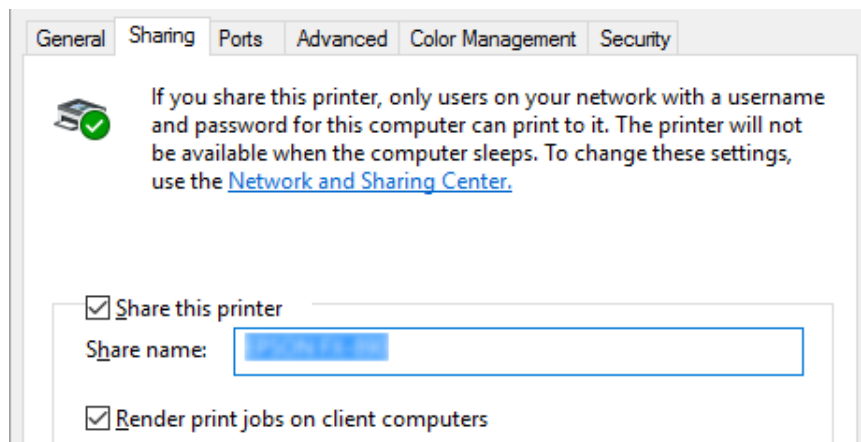 General Sharing Ports Advanced Color Management Security
If you share this printer, only users on your network with a username
and password for this computer can print to it. The printer will not
be available when the computer sleeps. To change these settings,
use the Network and Sharing Center.
Share this printer
Share name:
Render print jobs on client computers